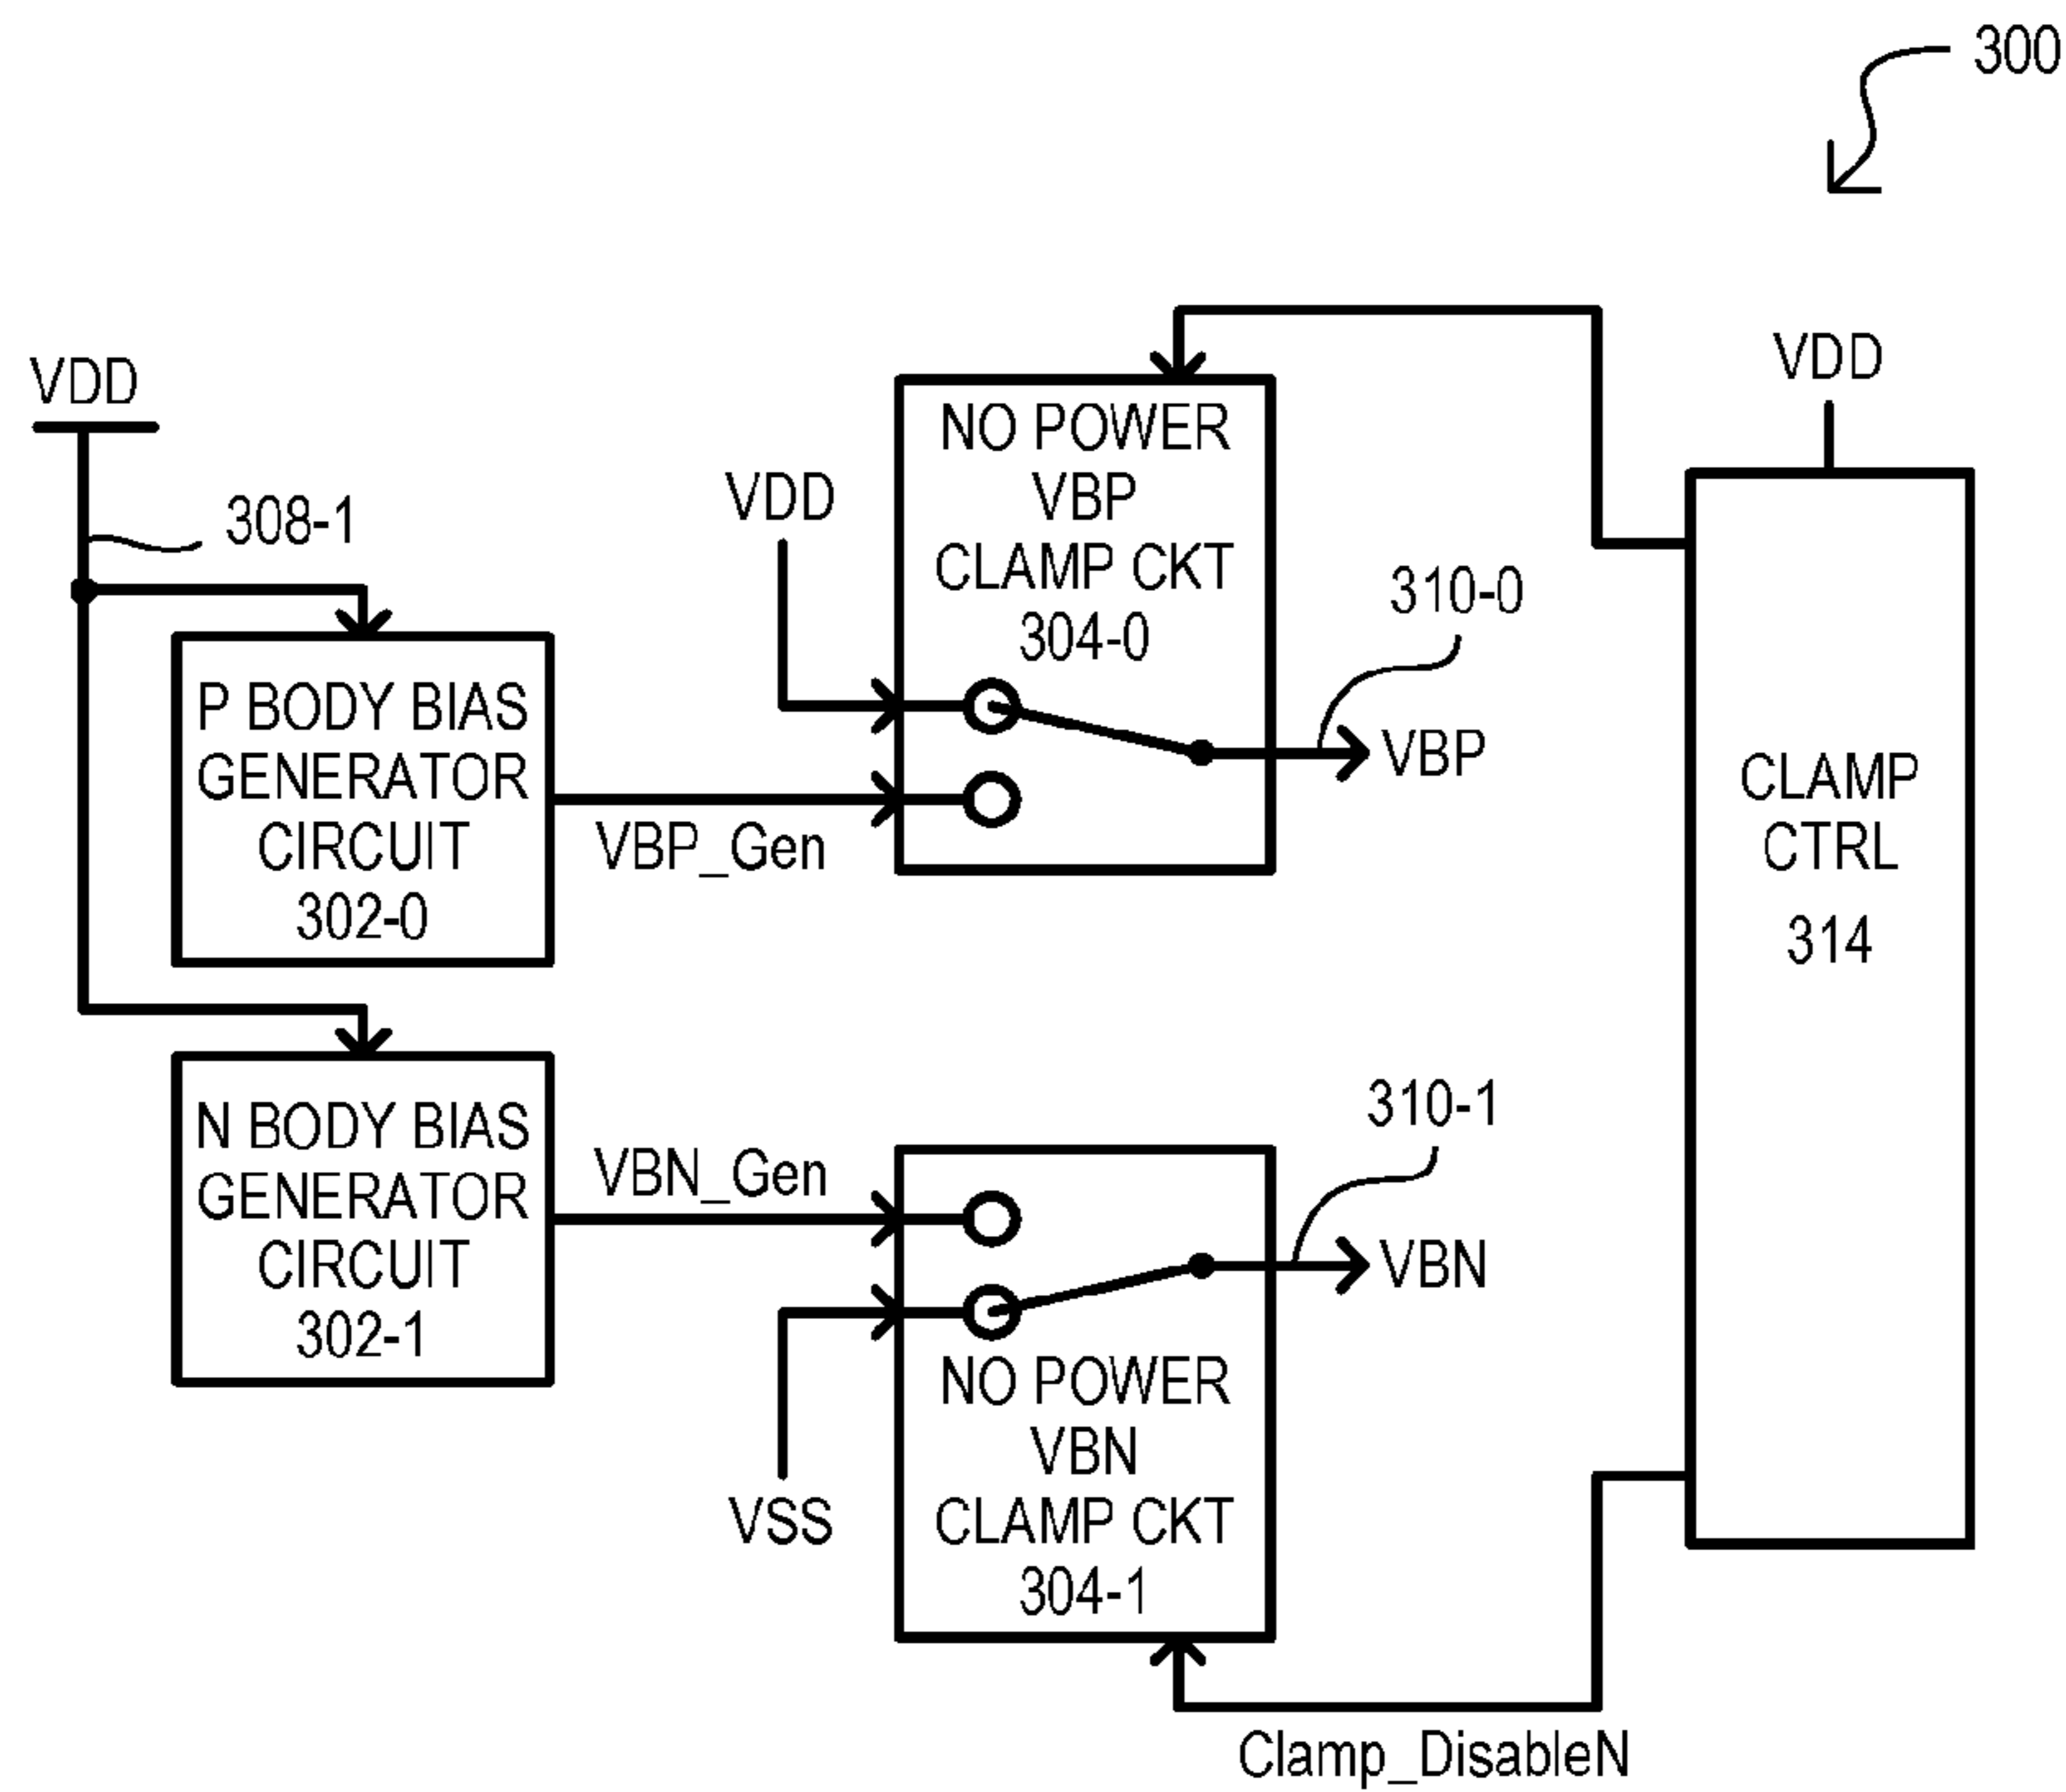 300
VDD
308-1
P BODY BIAS
GENERATOR
CIRCUIT
302-0
N BODY BIAS
GENERATOR
CIRCUIT
302-1
VDD
VBP_Gen
NO POWER
VBP
CLAMP CKT
304-0
310-0
VBP
VBN_Gen
VSS
NO POWER
VBN
CLAMP CKT
304-1
310-1
VBN
Clamp_DisableN
VDD
CLAMP
CTRL
314